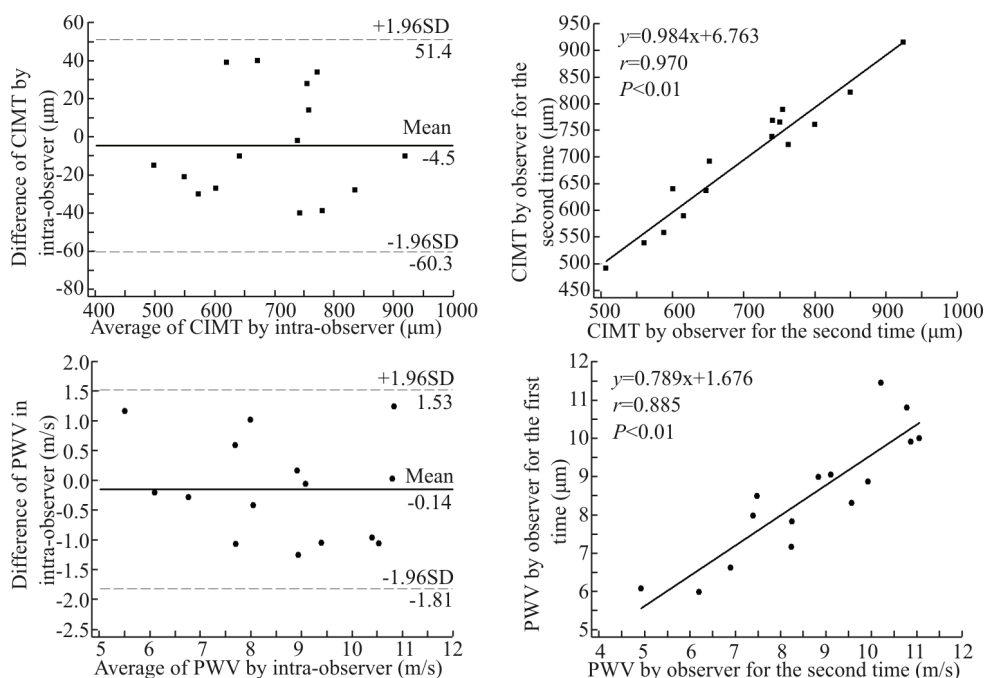 +1.96SD
51.4
Mean
-4.5
-1.96SD
-60.3
60
40
20
0
-20
-40
-60
-80
400 500 600 700 800 900 1000
Difference of CIMT by
intra-observer (μm)
Average of CIMT by intra-observer (μm)
y=0.984x+6.763
r=0.970
P<0.01
950
900
850
800
750
700
650
600
550
500
450
500 600 700 800 900 1000
CIMT by observer for the
second time (μm)
CIMT by observer for the second time (μm)
+1.96SD
1.53
Mean
-0.14
-1.96SD
-1.81
2.0
1.5
1.0
0.5
0.0
-0.5
-1.0
-1.5
-2.0
-2.5
5 6 7 8 9 10 11 12
Difference of PWV in
intra-observer (m/s)
Average of PWV by intra-observer (m/s)
y=0.789x+1.676
r=0.885
P<0.01
12
11
10
9
8
7
6
5
4 5 6 7 8 9 10 11 12
PWV by observer for the first
time (μm)
PWV by observer for the second time (m/s)